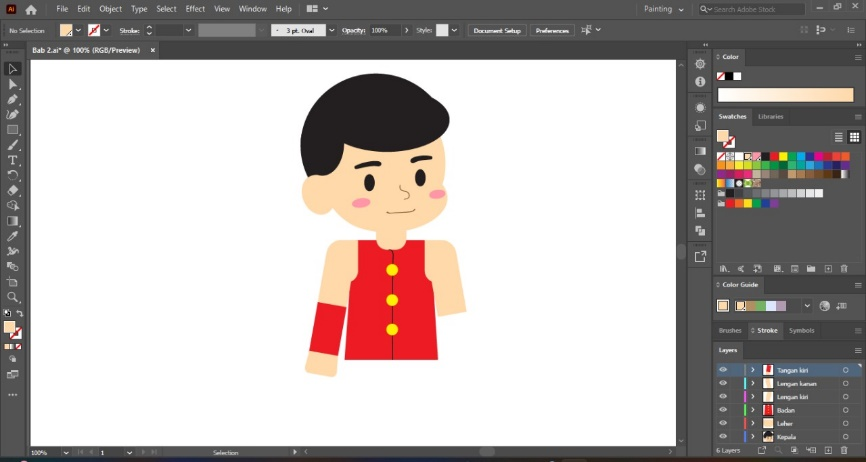 Ai File Edit Object Type Select Effect View Window Help Painting Search Adobe Stock
No Selection Stroke: 3 pt. Oval Opacity: 100% Style: Document Setup Preferences
Bab 2.ai* @ 100% (RGB/Preview) ×
Color
Swatches Libraries
Color Guide
Brushes Stroke Symbols
Layers
Tangan kiri
Lengan kanan
Lengan kiri
Badan
Leher
Kepala
100% 1 Selection
6 Layers